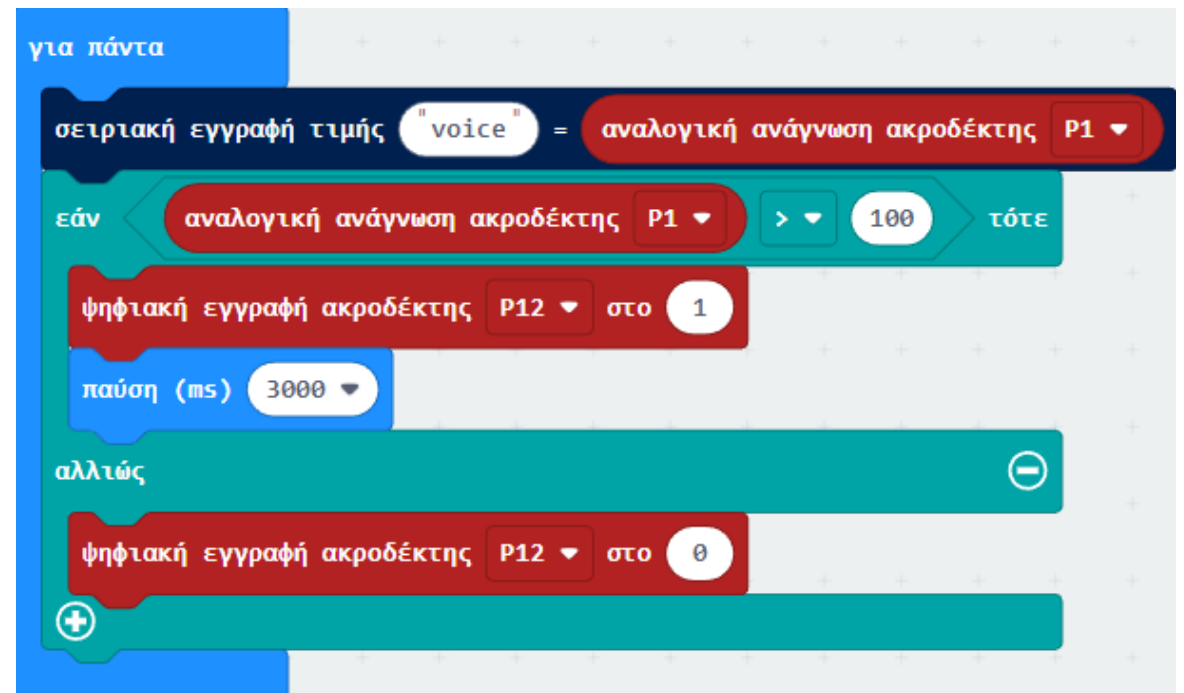 για πάντα
σειριακή εγγραφή τιμής "voice" = αναλογική ανάγνωση ακροδέκτης P1
εάν αναλογική ανάγνωση ακροδέκτης P1 > 100 τότε
ψηφιακή εγγραφή ακροδέκτης P12 στο 1
παύση (ms) 3000
αλλιώς
ψηφιακή εγγραφή ακροδέκτης P12 στο 0